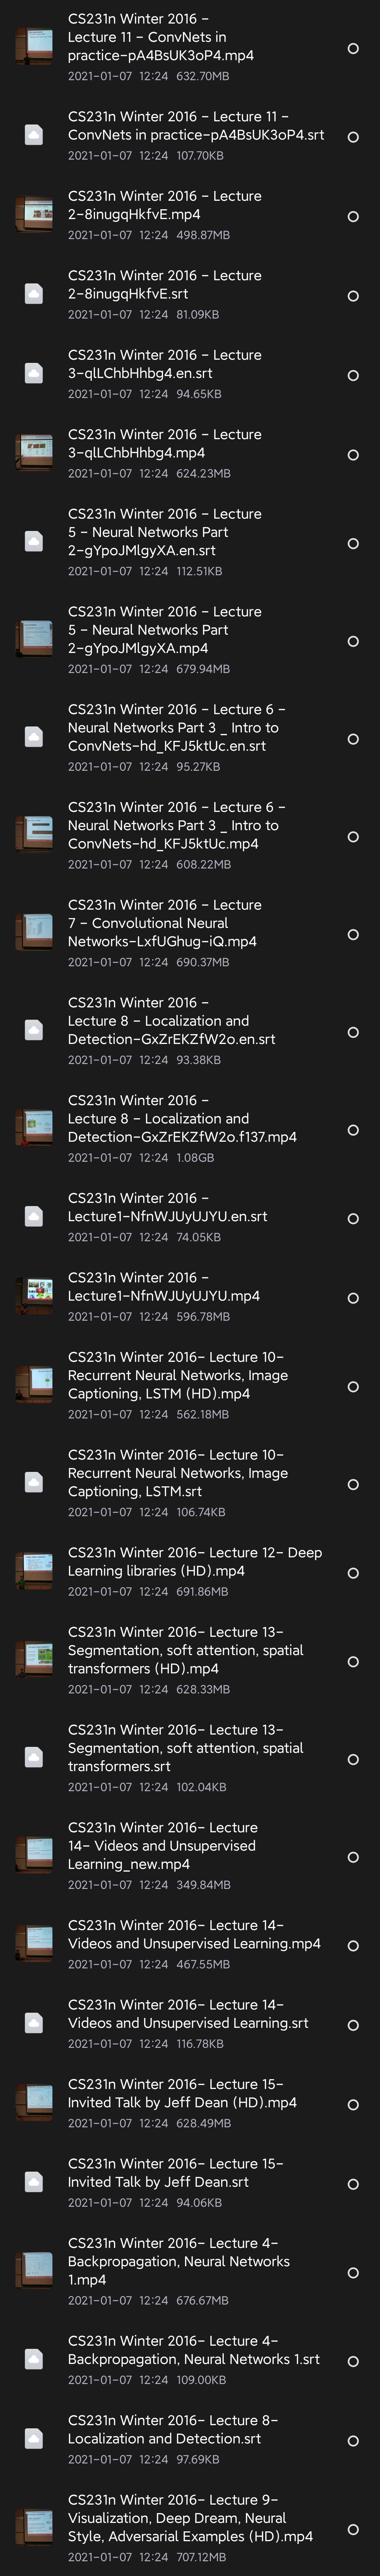 CS231n Winter 2016 -
Lecture 11 - ConvNets in
practice-pA4BsUK3oP4.mp4
2021-01-07 12:24 632.70MB
CS231n Winter 2016 - Lecture 11 -
ConvNets in practice-pA4BsUK3oP4.srt
2021-01-07 12:24 107.70KB
CS231n Winter 2016 - Lecture
2-8inugqHkfvE.mp4
2021-01-07 12:24 498.87MB
CS231n Winter 2016 - Lecture
2-8inugqHkfvE.srt
2021-01-07 12:24 81.09KB
CS231n Winter 2016 - Lecture
3-qlLChbHhbg4.en.srt
2021-01-07 12:24 94.65KB
CS231n Winter 2016 - Lecture
3-qlLChbHhbg4.mp4
2021-01-07 12:24 624.23MB
CS231n Winter 2016 - Lecture
5 - Neural Networks Part
2-gYpoJMlgyXA.en.srt
2021-01-07 12:24 112.51KB
CS231n Winter 2016 - Lecture
5 - Neural Networks Part
2-gYpoJMlgyXA.mp4
2021-01-07 12:24 679.94MB
CS231n Winter 2016 - Lecture 6 -
Neural Networks Part 3 _ Intro to
ConvNets-hd_KFJ5ktUc.en.srt
2021-01-07 12:24 95.27KB
CS231n Winter 2016 - Lecture 6 -
Neural Networks Part 3 _ Intro to
ConvNets-hd_KFJ5ktUc.mp4
2021-01-07 12:24 608.22MB
CS231n Winter 2016 - Lecture
7 - Convolutional Neural
Networks-LxfUGhug-iQ.mp4
2021-01-07 12:24 690.37MB
CS231n Winter 2016 -
Lecture 8 - Localization and
Detection-GxZrEKZfW2o.en.srt
2021-01-07 12:24 93.38KB
CS231n Winter 2016 -
Lecture 8 - Localization and
Detection-GxZrEKZfW2o.f137.mp4
2021-01-07 12:24 1.08GB
CS231n Winter 2016 -
Lecture1-NfnWJUyUJYU.en.srt
2021-01-07 12:24 74.05KB
CS231n Winter 2016 -
Lecture1-NfnWJUyUJYU.mp4
2021-01-07 12:24 596.78MB
CS231n Winter 2016- Lecture 10-
Recurrent Neural Networks, Image
Captioning, LSTM (HD).mp4
2021-01-07 12:24 562.18MB
CS231n Winter 2016- Lecture 10-
Recurrent Neural Networks, Image
Captioning, LSTM.srt
2021-01-07 12:24 106.74KB
CS231n Winter 2016- Lecture 12- Deep
Learning libraries (HD).mp4
2021-01-07 12:24 691.86MB
CS231n Winter 2016- Lecture 13-
Segmentation, soft attention, spatial
transformers (HD).mp4
2021-01-07 12:24 628.33MB
CS231n Winter 2016- Lecture 13-
Segmentation, soft attention, spatial
transformers.srt
2021-01-07 12:24 102.04KB
CS231n Winter 2016- Lecture
14- Videos and Unsupervised
Learning_new.mp4
2021-01-07 12:24 349.84MB
CS231n Winter 2016- Lecture 14-
Videos and Unsupervised Learning.mp4
2021-01-07 12:24 467.55MB
CS231n Winter 2016- Lecture 14-
Videos and Unsupervised Learning.srt
2021-01-07 12:24 116.78KB
CS231n Winter 2016- Lecture 15-
Invited Talk by Jeff Dean (HD).mp4
2021-01-07 12:24 628.49MB
CS231n Winter 2016- Lecture 15-
Invited Talk by Jeff Dean.srt
2021-01-07 12:24 94.06KB
CS231n Winter 2016- Lecture 4-
Backpropagation, Neural Networks
1.mp4
2021-01-07 12:24 676.67MB
CS231n Winter 2016- Lecture 4-
Backpropagation, Neural Networks 1.srt
2021-01-07 12:24 109.00KB
CS231n Winter 2016- Lecture 8-
Localization and Detection.srt
2021-01-07 12:24 97.69KB
CS231n Winter 2016- Lecture 9-
Visualization, Deep Dream, Neural
Style, Adversarial Examples (HD).mp4
2021-01-07 12:24 707.12MB